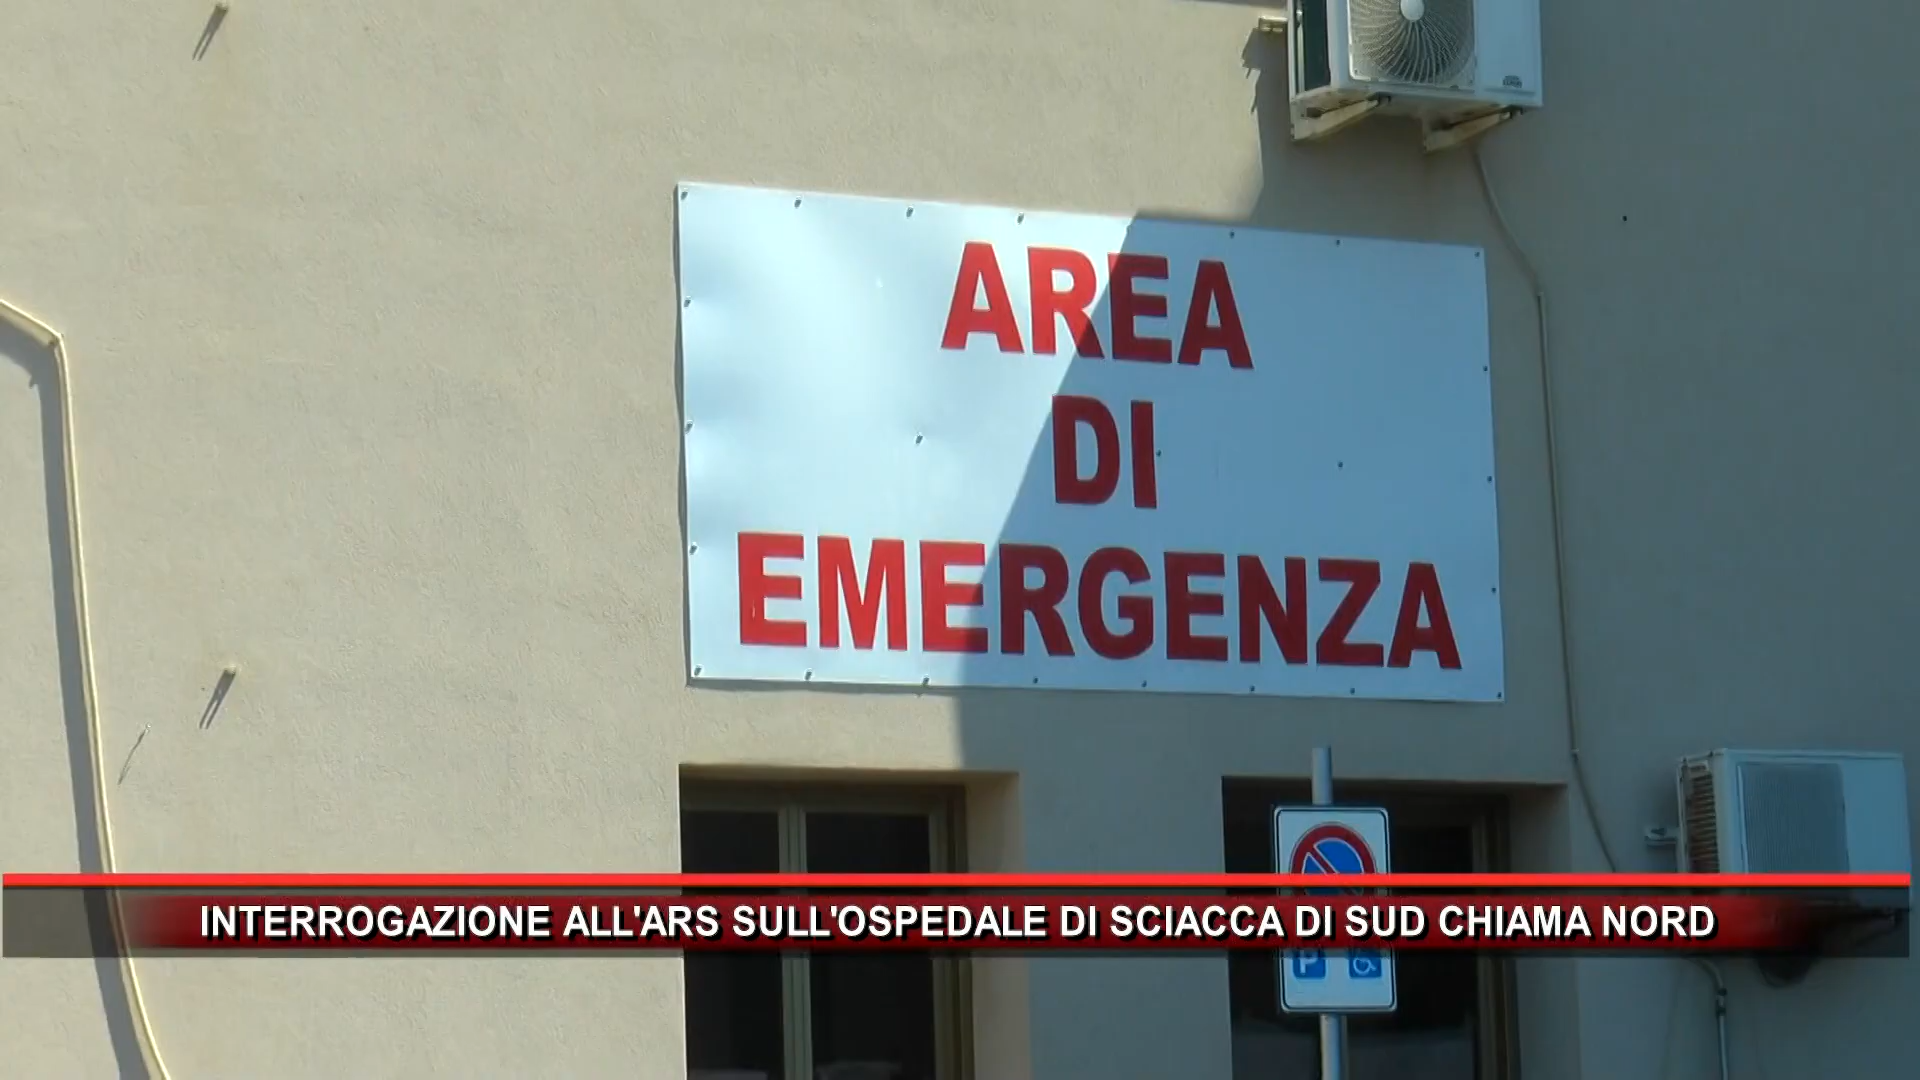 AREA
DI
EMERGENZA
INTERROGAZIONE ALL'ARS SULL'OSPEDALE DI SCIACCA DI SUD CHIAMA NORD
P